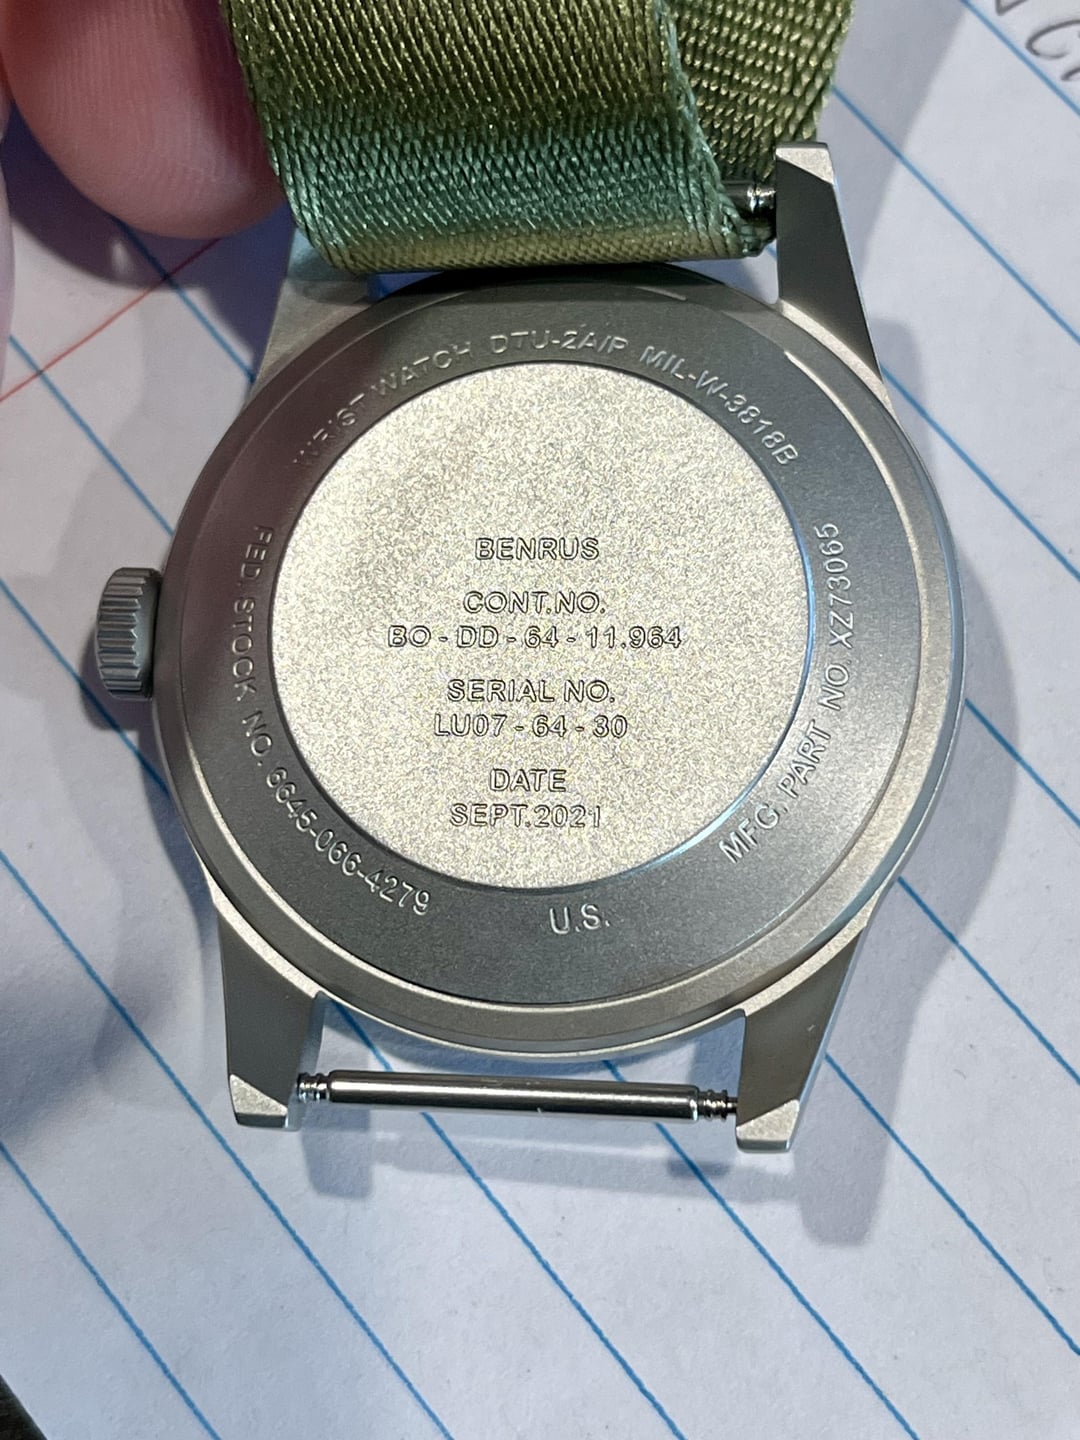 WRIST WATCH DTU-2A/P MIL-W-3818B
BENRUS
CONT.NO.
BO - DD - 64 - 11.964
SERIAL NO.
LU07 - 64 - 30
DATE
SEPT.2021
FED. STOCK NO. 6645-066-4279
U.S.
MFG. PART NO. XZ73065